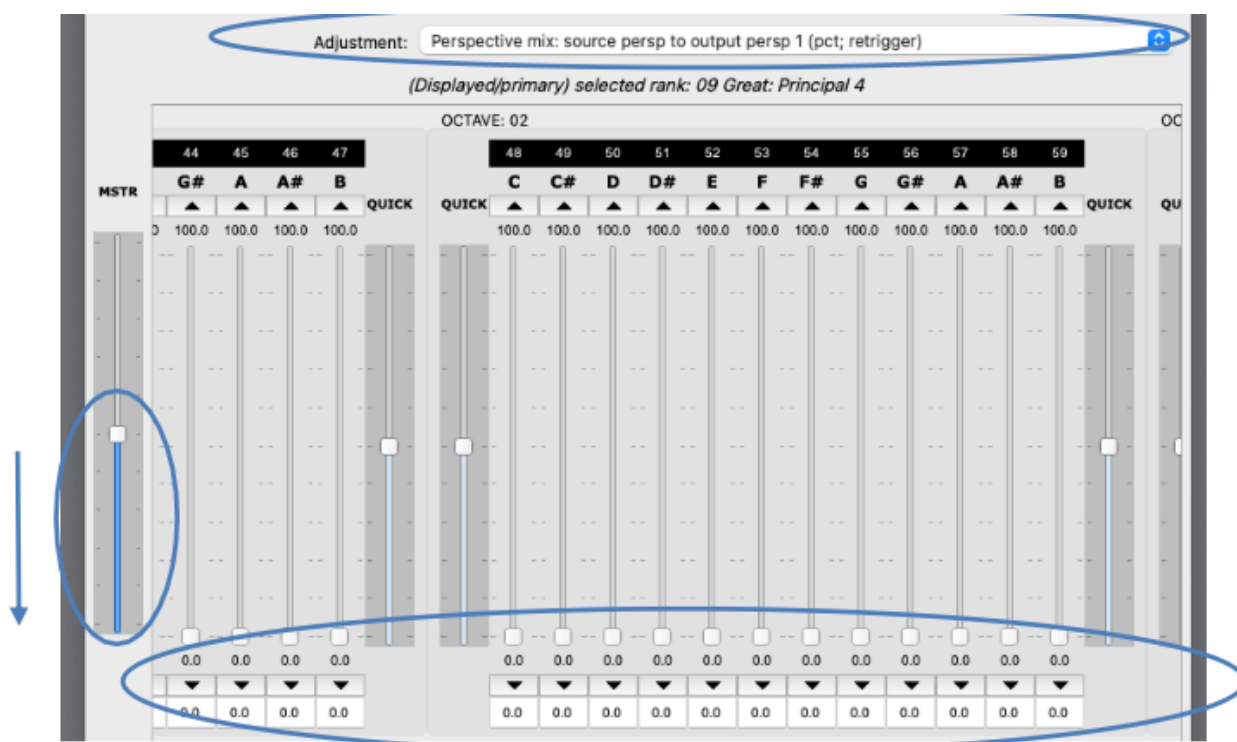 Adjustment: Perspective mix: source persp to output persp 1 (pct; retrigger)
(Displayed/primary) selected rank: 09 Great: Principal 4
OCTAVE: 02 OC
44 45 46 47 48 49 50 51 52 53 54 55 56 57 58 59
MSTR G# A A# B C C# D D# E F F# G G# A A# B
QUICK QUICK QUICK QU
0 100.0 100.0 100.0 100.0 100.0 100.0 100.0 100.0 100.0 100.0 100.0 100.0 100.0 100.0 100.0 100.0
0.0 0.0 0.0 0.0 0.0 0.0 0.0 0.0 0.0 0.0 0.0 0.0 0.0 0.0 0.0 0.0
0.0 0.0 0.0 0.0 0.0 0.0 0.0 0.0 0.0 0.0 0.0 0.0 0.0 0.0 0.0 0.0